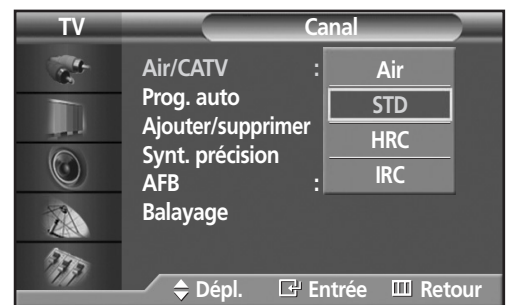 TV Canal
Air/CATV : Air
Prog. auto STD
Ajouter/supprimer HRC
Synt. précision IRC
AFB :
Balayage
Dépl. Entrée Retour